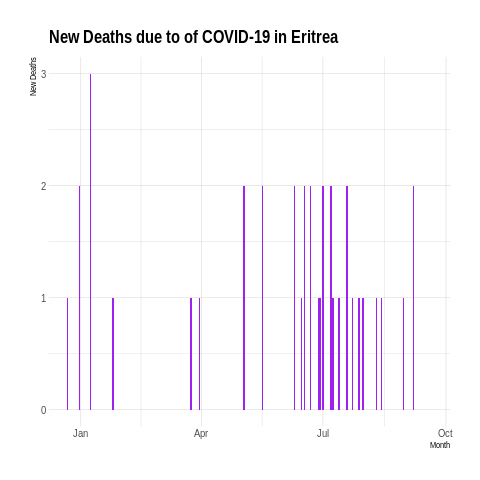 New Deaths due to of COVID-19 in Eritrea
New Deaths
3
2
1
0
Jan Apr Jul Oct
Month